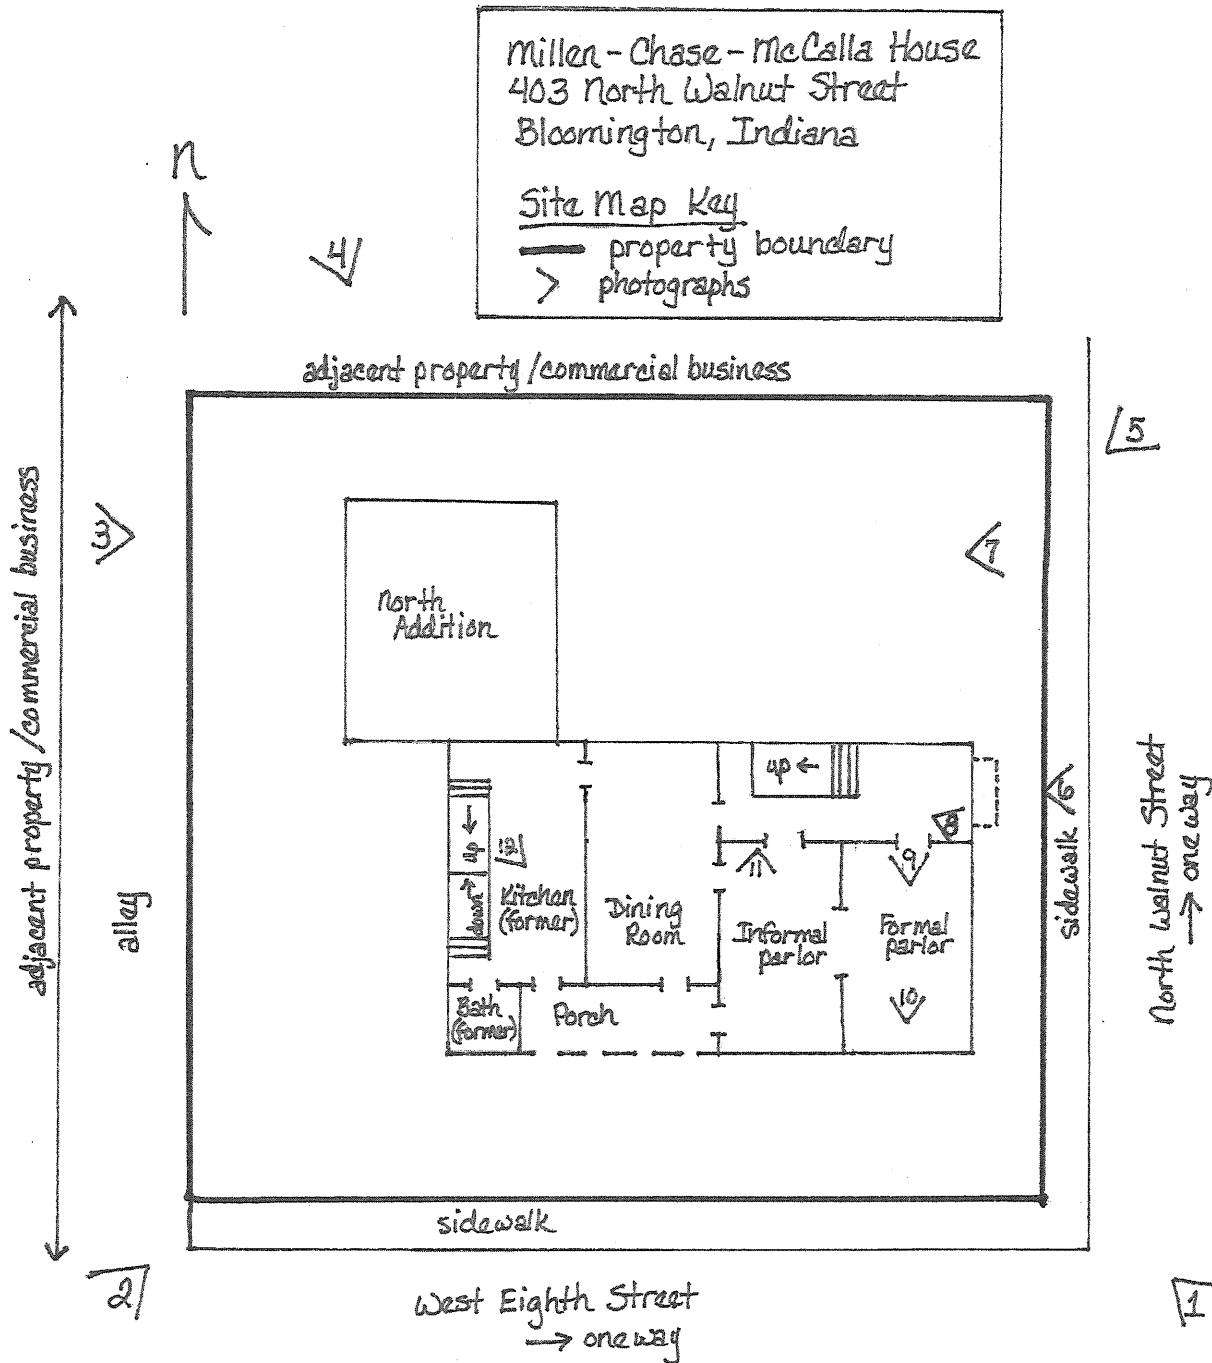 Millen-Chase-McCalla House
403 North Walnut Street
Bloomington, Indiana
Site Map Key
property boundary
> photographs
N
4
adjacent property/commercial business
5
3
7
North
Addition
adjacent property/commercial business
up ←
6
8
up
12
11
9
down
Kitchen
(former)
Dining
Room
Informal
parlor
Formal
parlor
10
Bath
(former)
Porch
alley
sidewalk
North Walnut Street
→ one way
sidewalk
2
West Eighth Street
→ one way
1